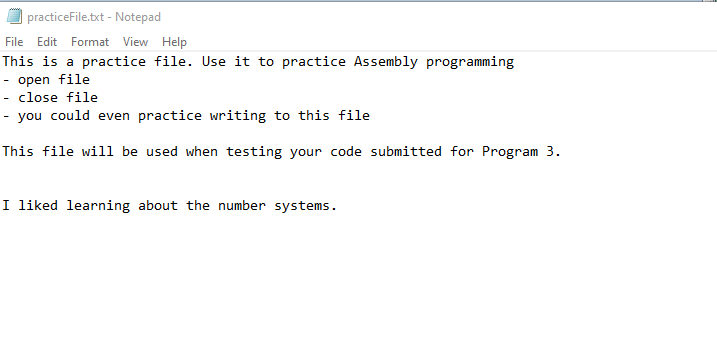 practiceFile.txt - Notepad
File Edit Format View Help
This is a practice file. Use it to practice Assembly programming
- open file
- close file
- you could even practice writing to this file
This file will be used when testing your code submitted for Program 3.
I liked learning about the number systems.